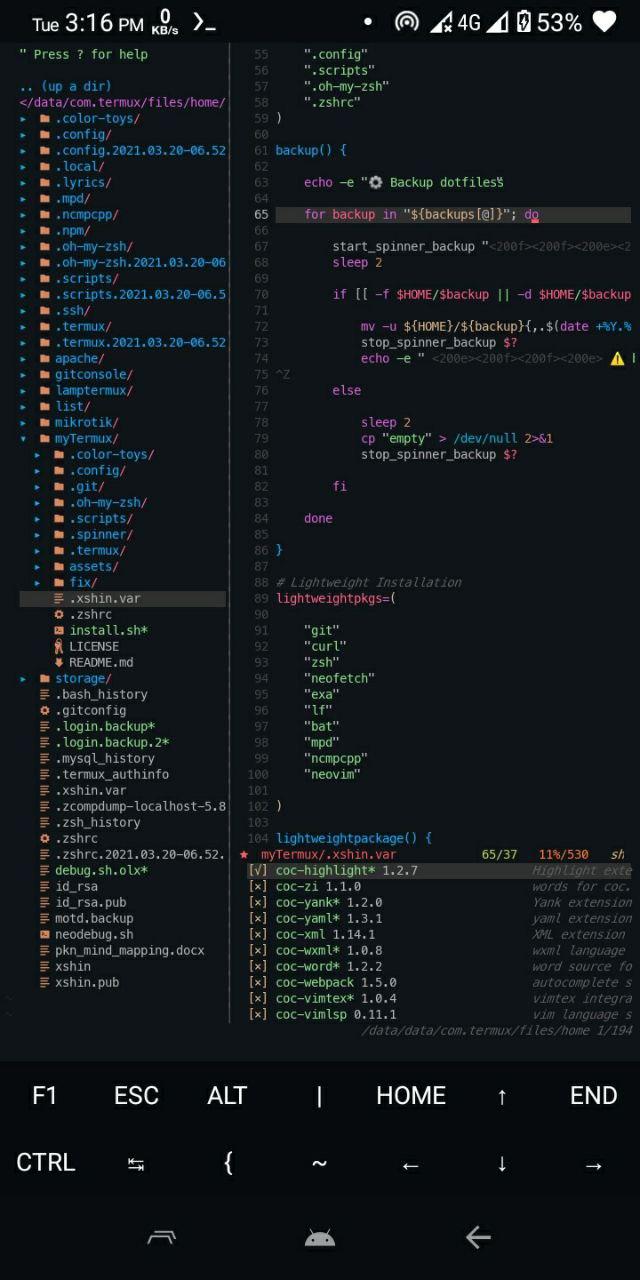 Tue 3:16 PM 0 KB/s 4G 53%
" Press ? for help
.. (up a dir)
</data/com.termux/files/home/
▸ .color-toys/
▸ .config/
▸ .config.2021.03.20-06.52
▸ .local/
▸ .lyrics/
▸ .mpd/
▸ .ncmpcpp/
▸ .npm/
▸ .oh-my-zsh/
▸ .oh-my-zsh.2021.03.20-06
▸ .scripts/
▸ .scripts.2021.03.20-06.5
▸ .ssh/
▸ .termux/
▸ .termux.2021.03.20-06.52
▸ apache/
▸ gitconsole/
▸ lamptermux/
▸ list/
▸ mikrotik/
▾ myTermux/
▸ .color-toys/
▸ .config/
▸ .git/
▸ .oh-my-zsh/
▸ .scripts/
▸ .spinner/
▸ .termux/
▸ assets/
▸ fix/
.xshin.var
.zshrc
install.sh*
LICENSE
README.md
▸ storage/
.bash_history
.gitconfig
.login.backup*
.login.backup.2*
.mysql_history
.termux_authinfo
.xshin.var
.zcompdump-localhost-5.8
.zsh_history
.zshrc
.zshrc.2021.03.20-06.52.
debug.sh.olx*
id_rsa
id_rsa.pub
motd.backup
neodebug.sh
pkn_mind_mapping.docx
xshin
xshin.pub
~
~
55 ".config"
56 ".scripts"
57 ".oh-my-zsh"
58 ".zshrc"
59 )
60
61 backup() {
62
63 echo -e "⚙ Backup dotfiles"
64
65 for backup in "${backups[@]}"; do
66
67 start_spinner_backup "<200f><200f><200e><2
68 sleep 2
69
70 if [[ -f $HOME/$backup || -d $HOME/$backup
71
72 mv -u ${HOME}/${backup}{,.$(date +%Y.%
73 stop_spinner_backup $?
74 echo -e " <200e><200f><200f><200e> ⚠
75 ^Z
76 else
77
78 sleep 2
79 cp "empty" > /dev/null 2>&1
80 stop_spinner_backup $?
81
82 fi
83
84 done
85
86 }
87
88 # Lightweight Installation
89 lightweightpkgs=(
90
91 "git"
92 "curl"
93 "zsh"
94 "neofetch"
95 "exa"
96 "lf"
97 "bat"
98 "mpd"
99 "ncmpcpp"
100 "neovim"
101
102 )
103
104 lightweightpackage() {
★ myTermux/.xshin.var 65/37 11%/530 sh
[√] coc-highlight* 1.2.7 Highlight exte
[×] coc-zi 1.1.0 words for coc.
[×] coc-yank* 1.2.0 Yank extension
[×] coc-yaml* 1.3.1 yaml extension
[×] coc-xml 1.14.1 XML extension
[×] coc-wxml* 1.0.8 wxml language
[×] coc-word* 1.2.2 word source fo
[×] coc-webpack 1.5.0 autocomplete s
[×] coc-vimtex* 1.0.4 vimtex integra
[×] coc-vimlsp 0.11.1 vim language s
/data/data/com.termux/files/home 1/194
F1 ESC ALT | HOME ↑ END
CTRL ↹ { ~ ← ↓ →